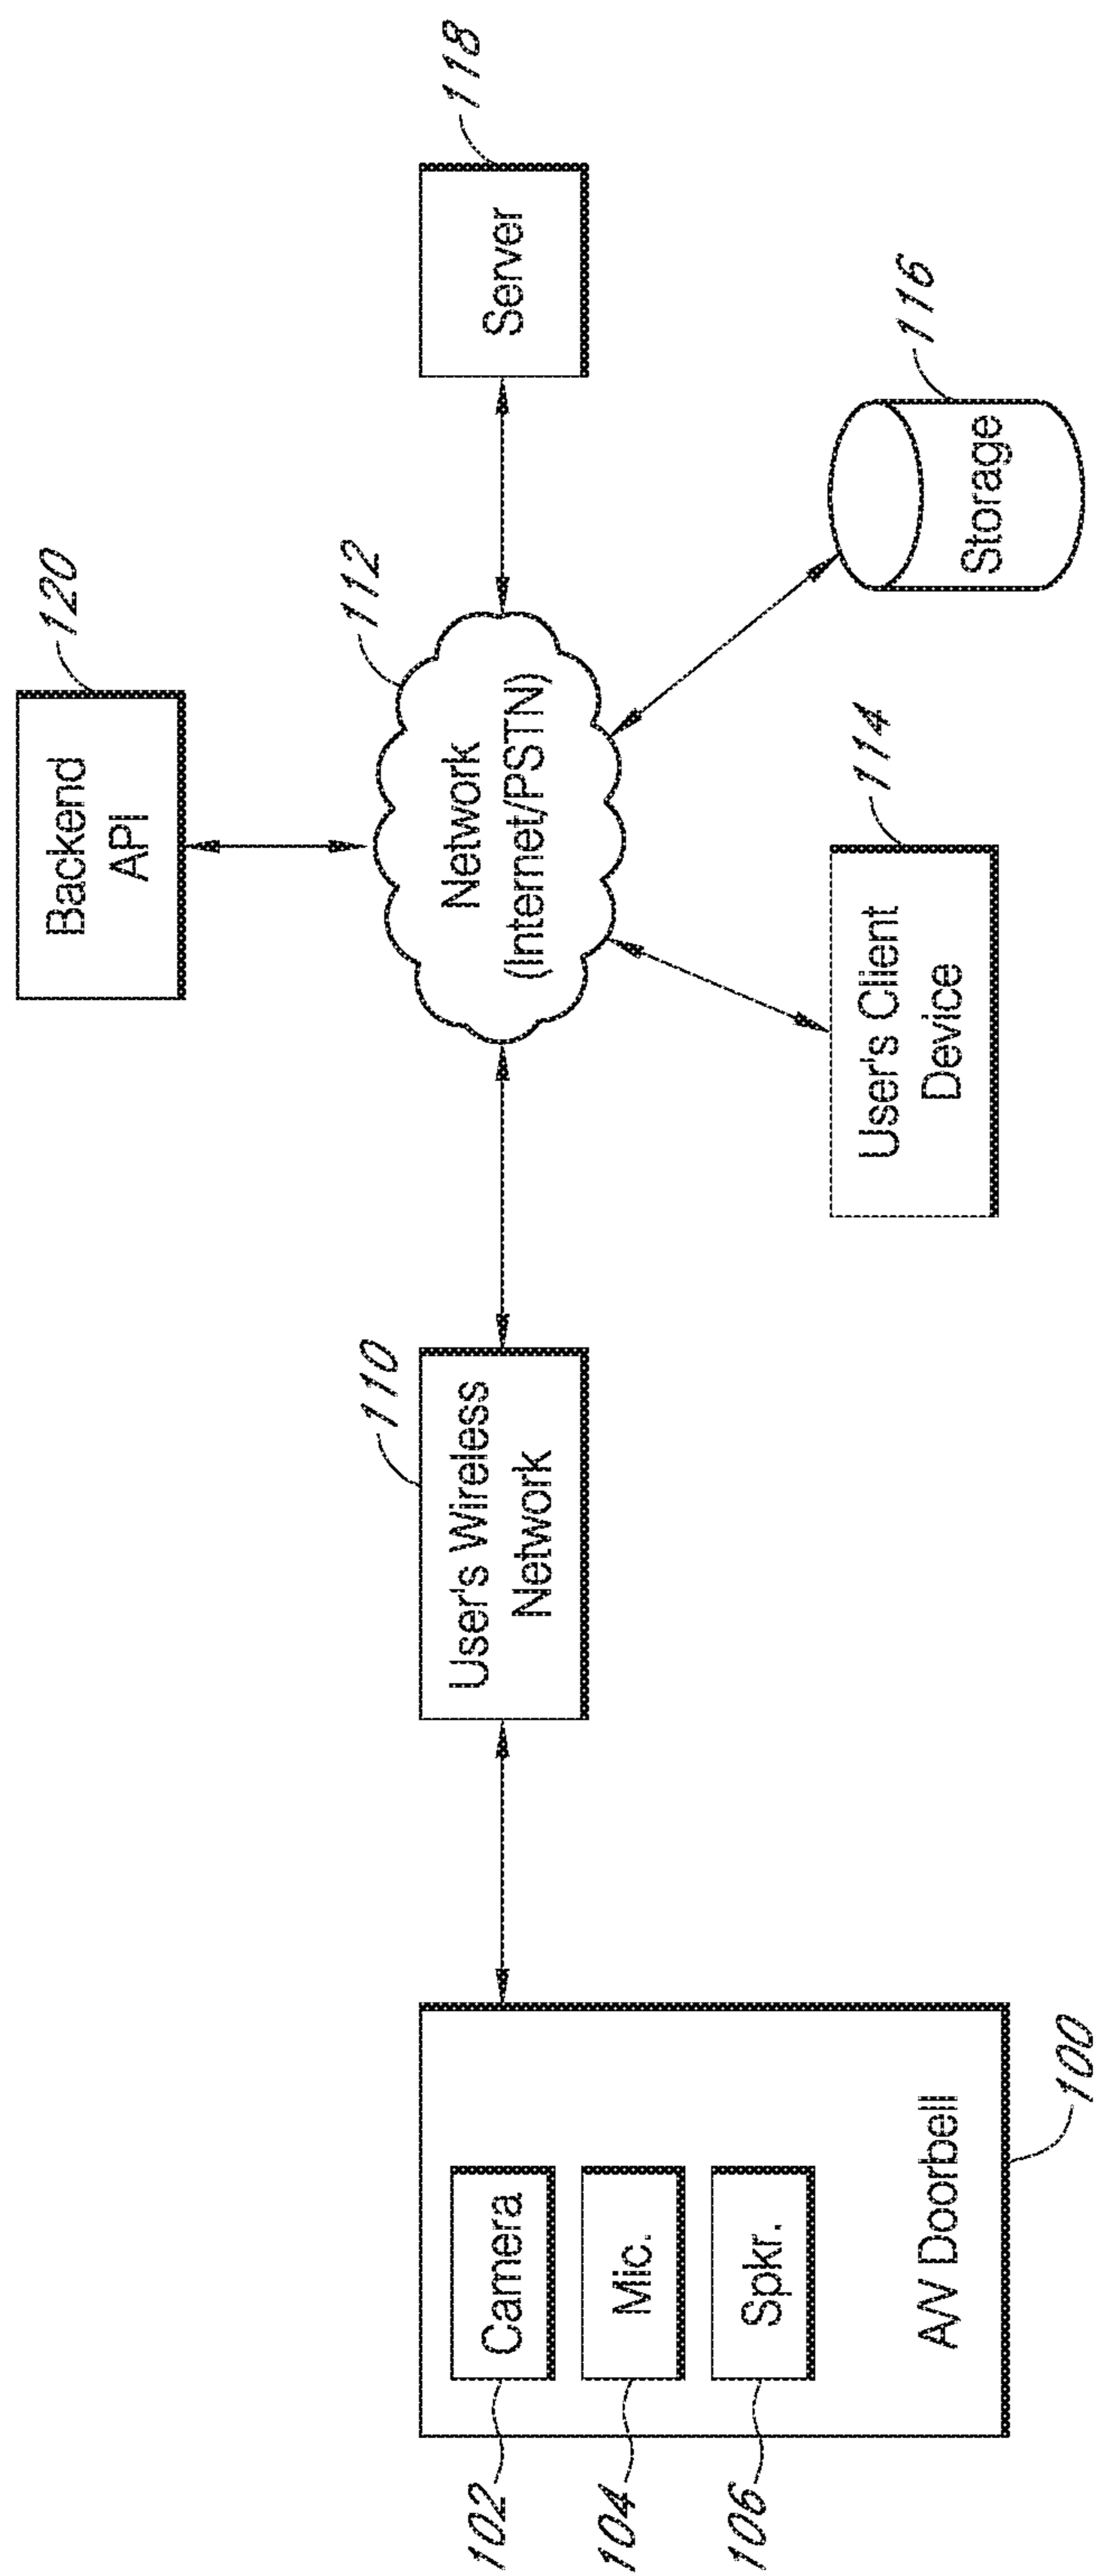 120
Backend
API
112
Network
(Internet/PSTN)
118
Server
110
User's Wireless
Network
102
Camera
104
Mic.
106
Spkr.
A/V Doorbell
100
114
User's Client
Device
116
Storage